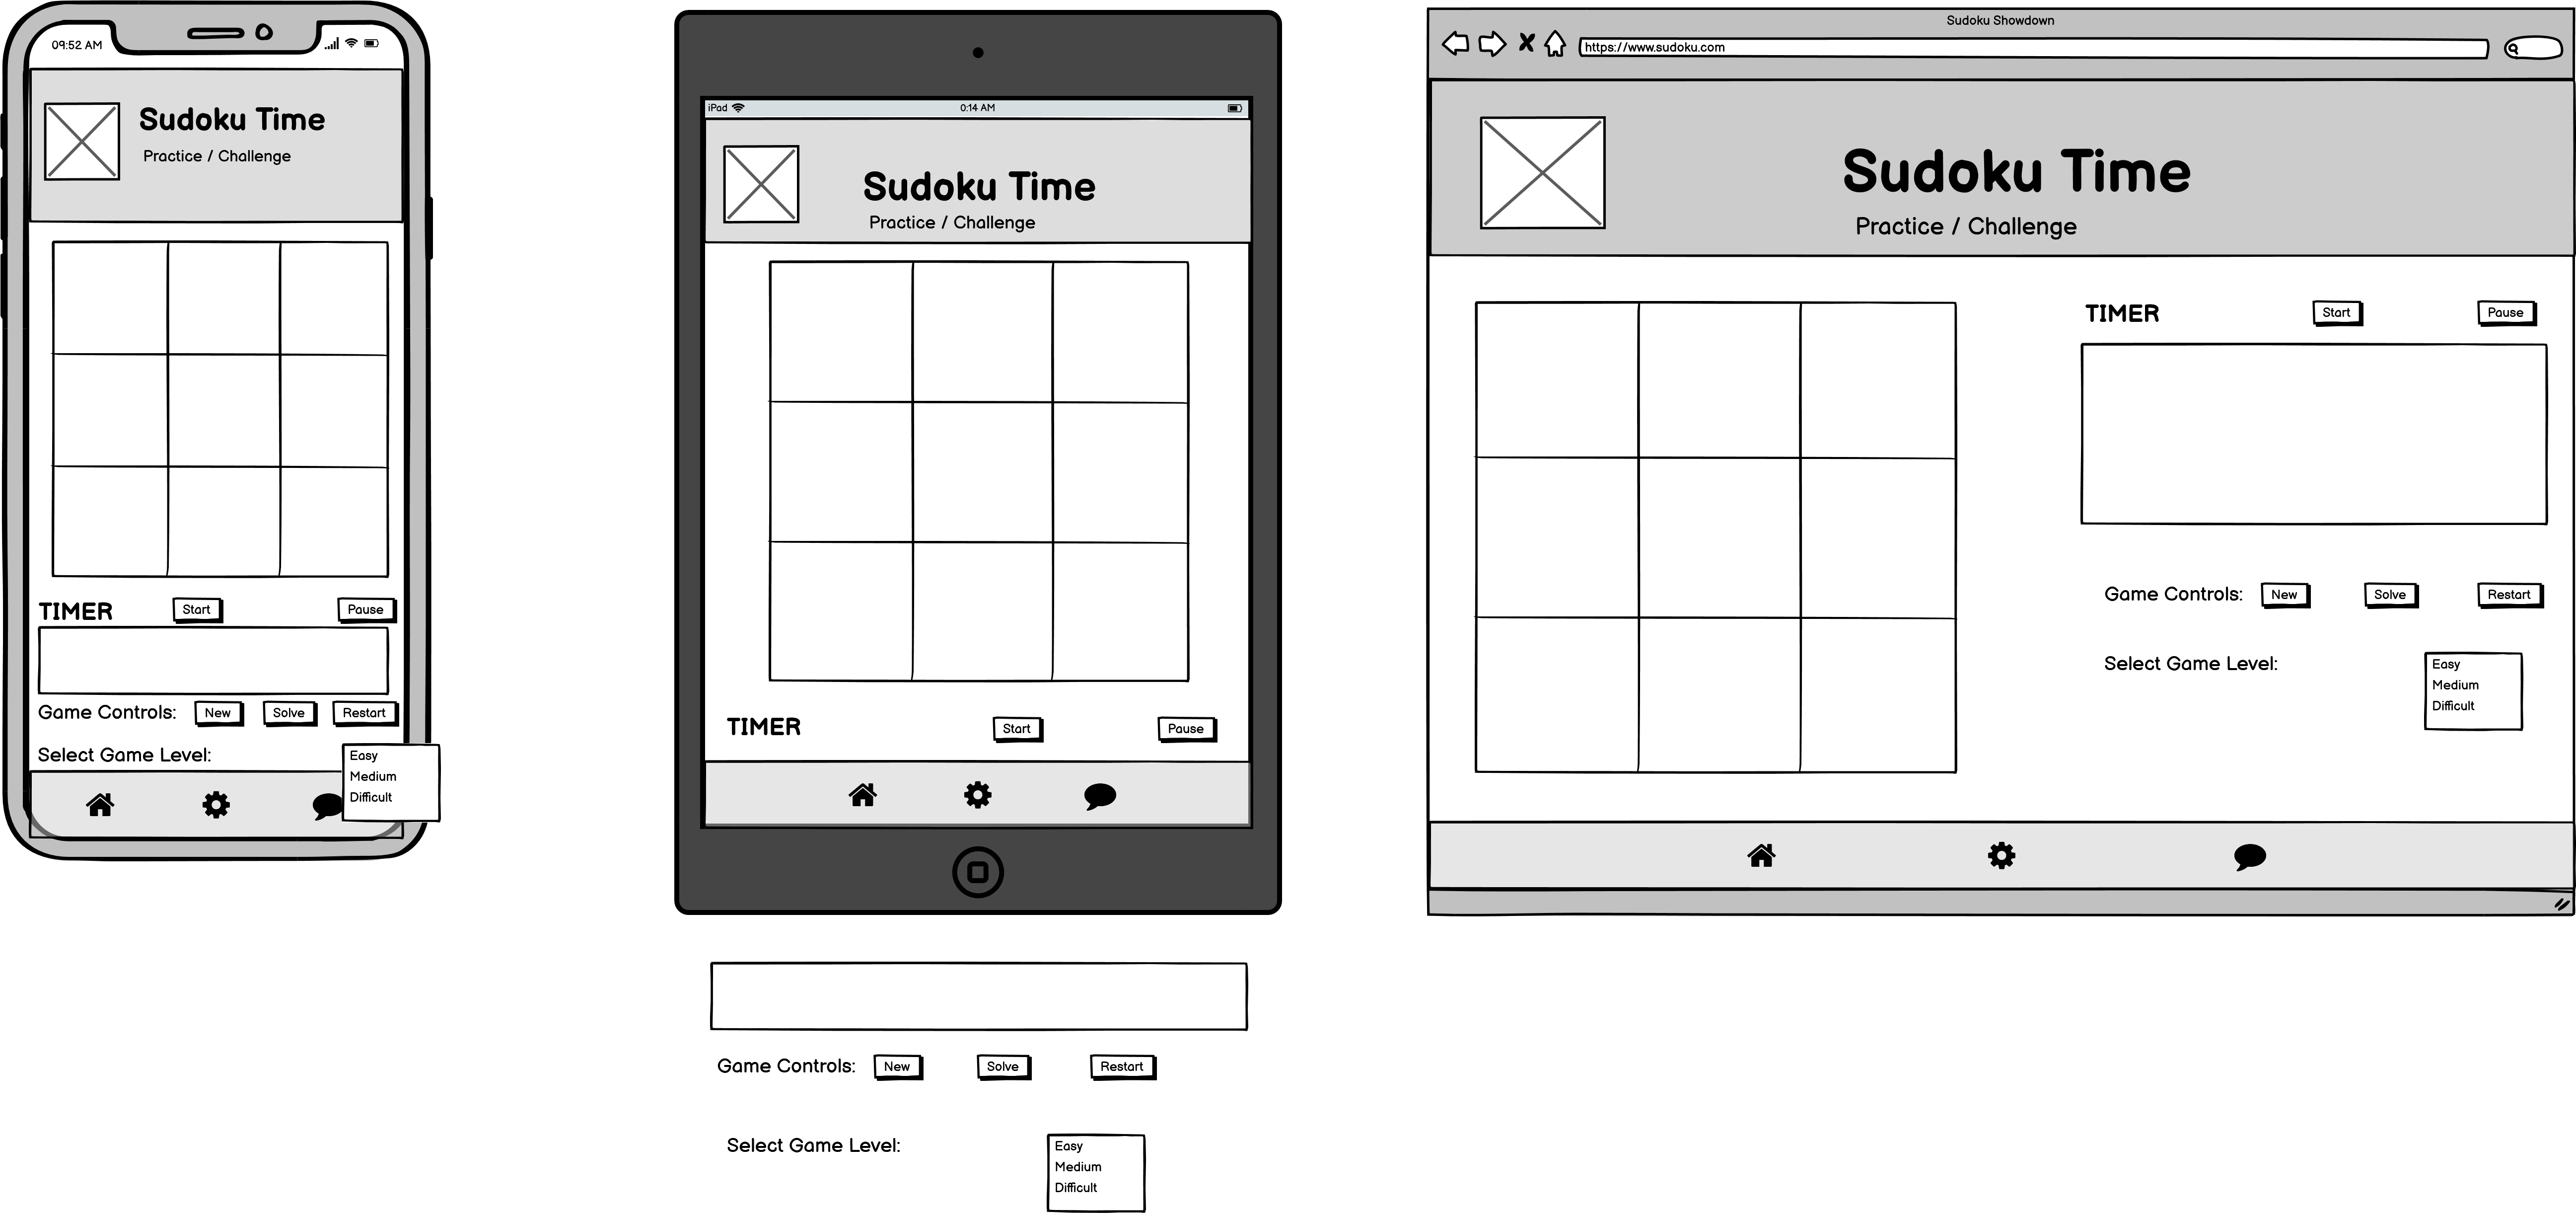 09:52 AM
Sudoku Time
Practice / Challenge
TIMER Start Pause
Game Controls: New Solve Restart
Select Game Level:
Easy
Medium
Difficult
iPad 0:14 AM
Sudoku Time
Practice / Challenge
TIMER Start Pause
Game Controls: New Solve Restart
Select Game Level:
Easy
Medium
Difficult
Sudoku Showdown
https://www.sudoku.com
Sudoku Time
Practice / Challenge
TIMER Start Pause
Game Controls: New Solve Restart
Select Game Level:
Easy
Medium
Difficult